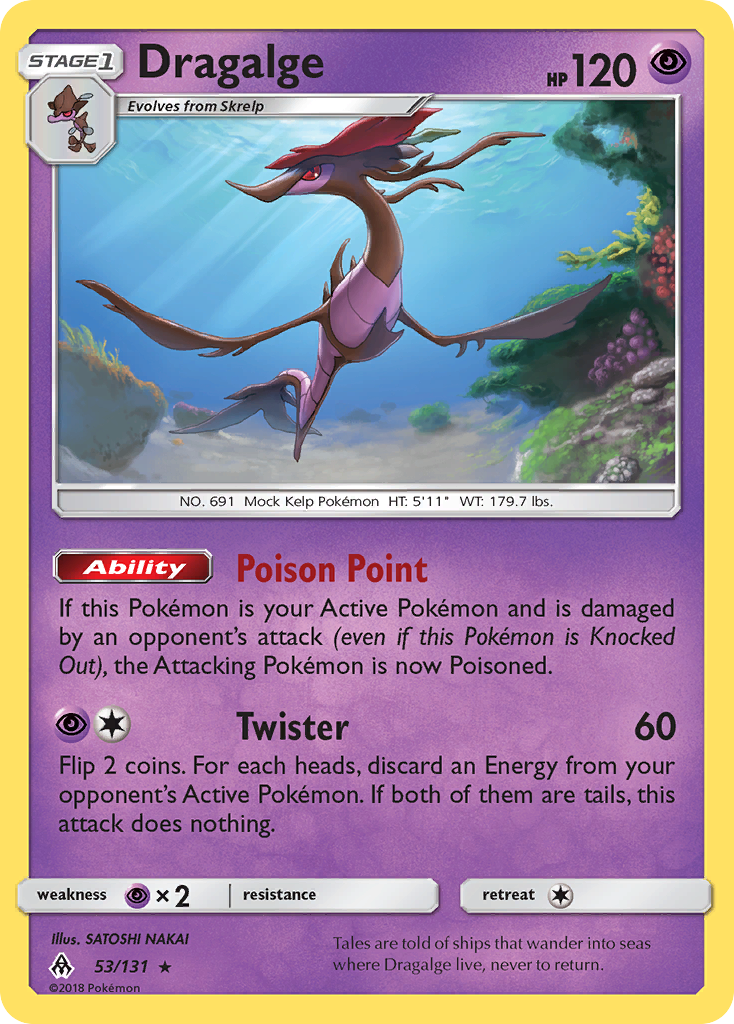 STAGE1
Dragalge
HP 120
Evolves from Skrelp
NO. 691 Mock Kelp Pokémon HT: 5'11" WT: 179.7 lbs.
Ability Poison Point
If this Pokémon is your Active Pokémon and is damaged
by an opponent's attack (even if this Pokémon is Knocked
Out), the Attacking Pokémon is now Poisoned.
Twister 60
Flip 2 coins. For each heads, discard an Energy from your
opponent's Active Pokémon. If both of them are tails, this
attack does nothing.
weakness ×2 resistance retreat
Illus. SATOSHI NAKAI
53/131 ★
©2018 Pokémon
Tales are told of ships that wander into seas
where Dragalge live, never to return.